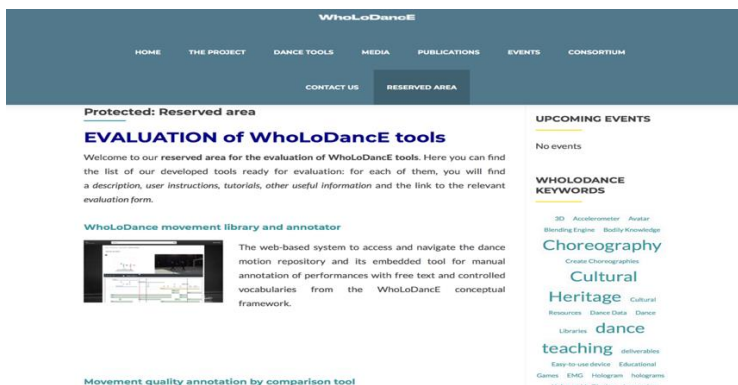 WhoLoDancE
HOME THE PROJECT DANCE TOOLS MEDIA PUBLICATIONS EVENTS CONSORTIUM
CONTACT US RESERVED AREA
Protected: Reserved area
EVALUATION of WhoLoDancE tools
Welcome to our reserved area for the evaluation of WhoLoDancE tools. Here you can find
the list of our developed tools ready for evaluation: for each of them, you will find
a description, user instructions, tutorials, other useful information and the link to the relevant
evaluation form.
WhoLoDance movement library and annotator
The web-based system to access and navigate the dance
motion repository and its embedded tool for manual
annotation of performances with free text and controlled
vocabularies from the WhoLoDancE conceptual
framework.
Movement quality annotation by comparison tool
UPCOMING EVENTS
No events
WHOLODANCE
KEYWORDS
3D Accelerometer Avatar
Blending Engine Bodily Knowledge
Choreography
Create Choreographies
Cultural
Heritage Cultural
Resources Dance Data Dance
Libraries dance
teaching deliverables
Easy-to-use device Educational
Games EMG Hologram holograms